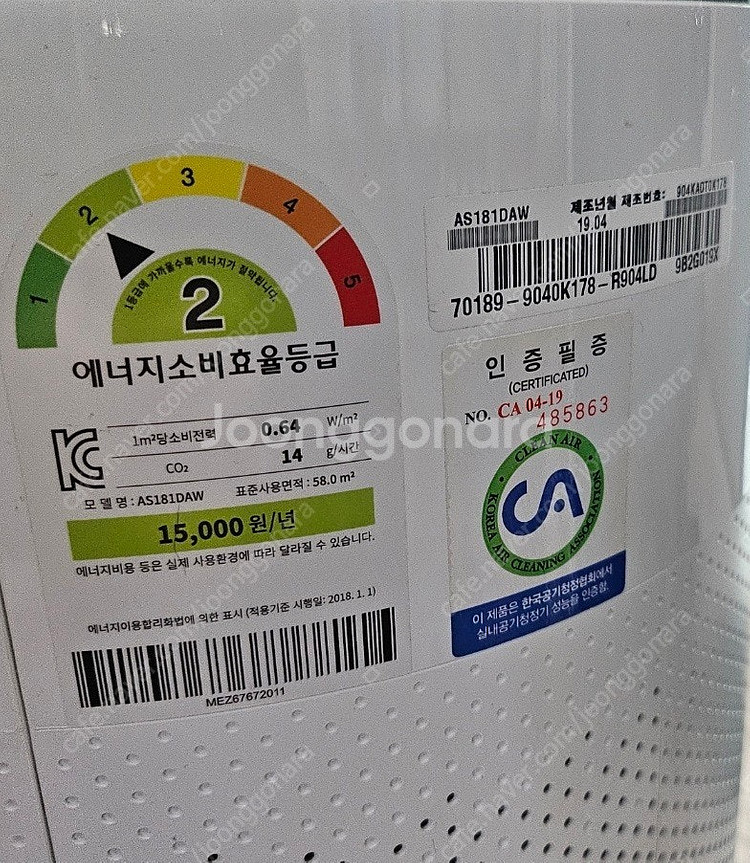 1
2
3
4
5
1등급에 가까울수록 에너지가 절약됩니다.
2
에너지소비효율등급
1m²당소비전력 0.64 W/m²
CO₂ 14 g/시간
모델명 : AS181DAW 표준사용면적 : 58.0 m²
15,000 원/년
에너지비용 등은 실제 사용환경에 따라 달라질 수 있습니다.
에너지이용합리화법에 의한 표시 (적용기준 시행일: 2018. 1. 1)
MEZ67672011
AS181DAW 제조년월 제조번호: 904KADT0K178
19.04
70189-9040K178-R904LD 9B2G019X
인증필증
(CERTIFICATED)
NO. CA 04-19
485863
CLEAN AIR
CA
KOREA AIR CLEANING ASSOCIATION
이 제품은 한국공기청정협회에서
실내공기청정기 성능을 인증함.
Joonggonara
cafe.naver.com/joonggonara